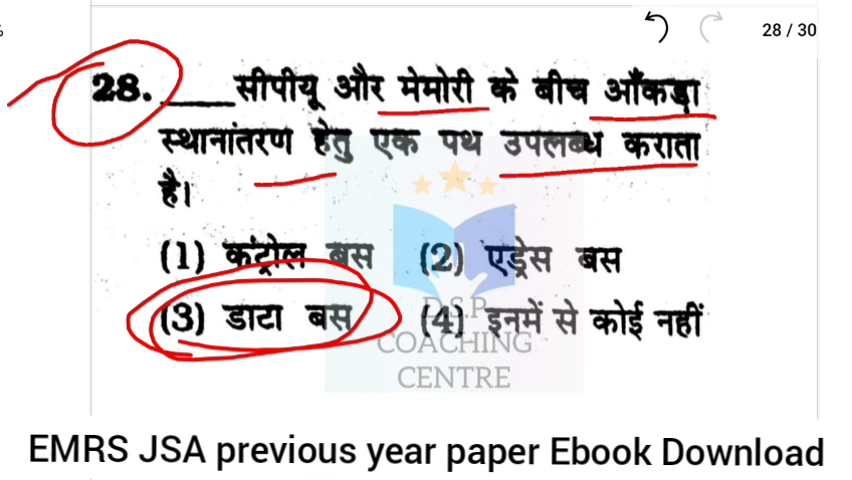 28 / 30
28. ____सीपीयू और मेमोरी के बीच आँकड़ा
स्थानांतरण हेतु एक पथ उपलब्ध कराता
है।
(1) कंट्रोल बस (2) एड्रेस बस
(3) डाटा बस (4) इनमें से कोई नहीं
D.S.P
COACHING
CENTRE
EMRS JSA previous year paper Ebook Download